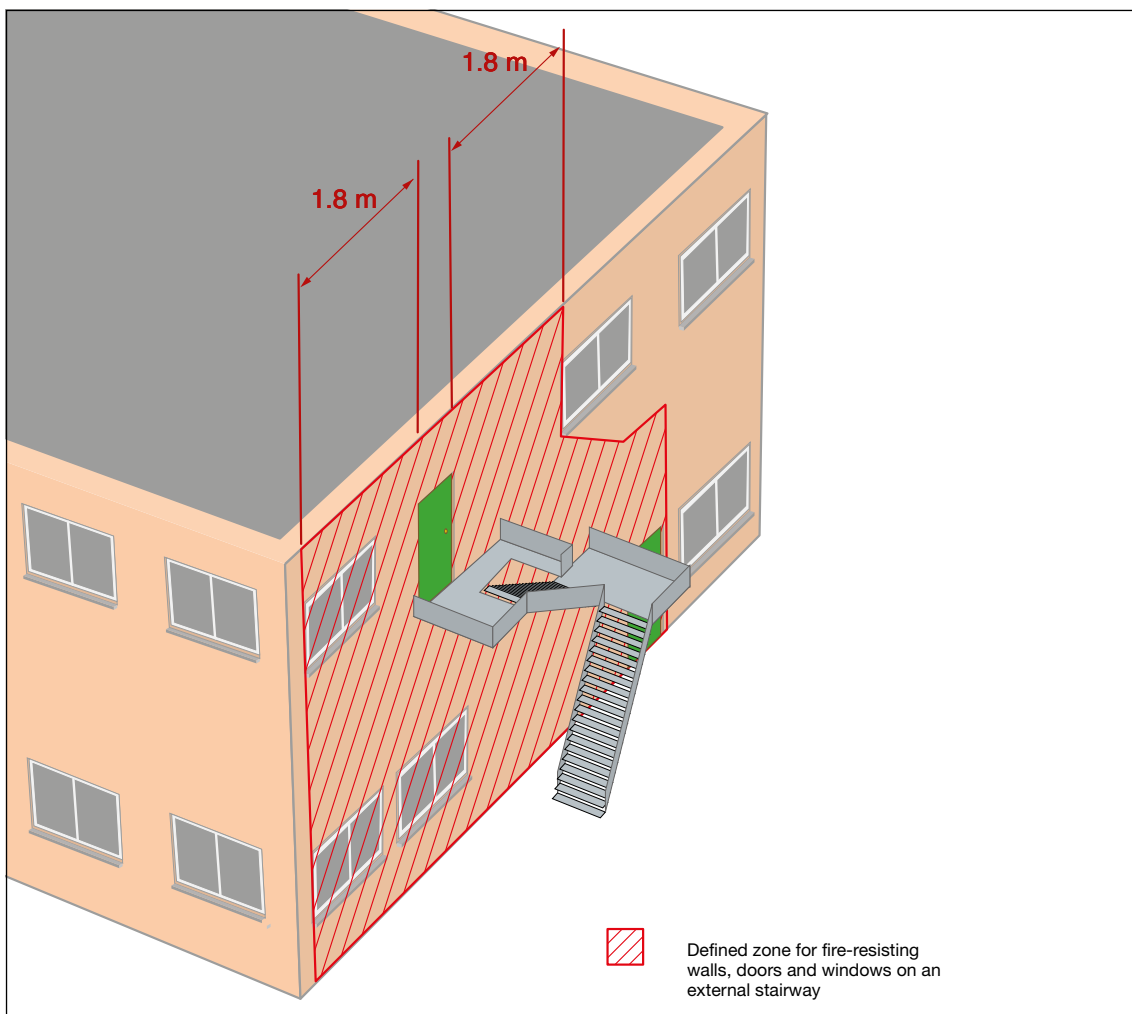 1.8 m
1.8 m
Defined zone for fire-resisting
walls, doors and windows on an
external stairway